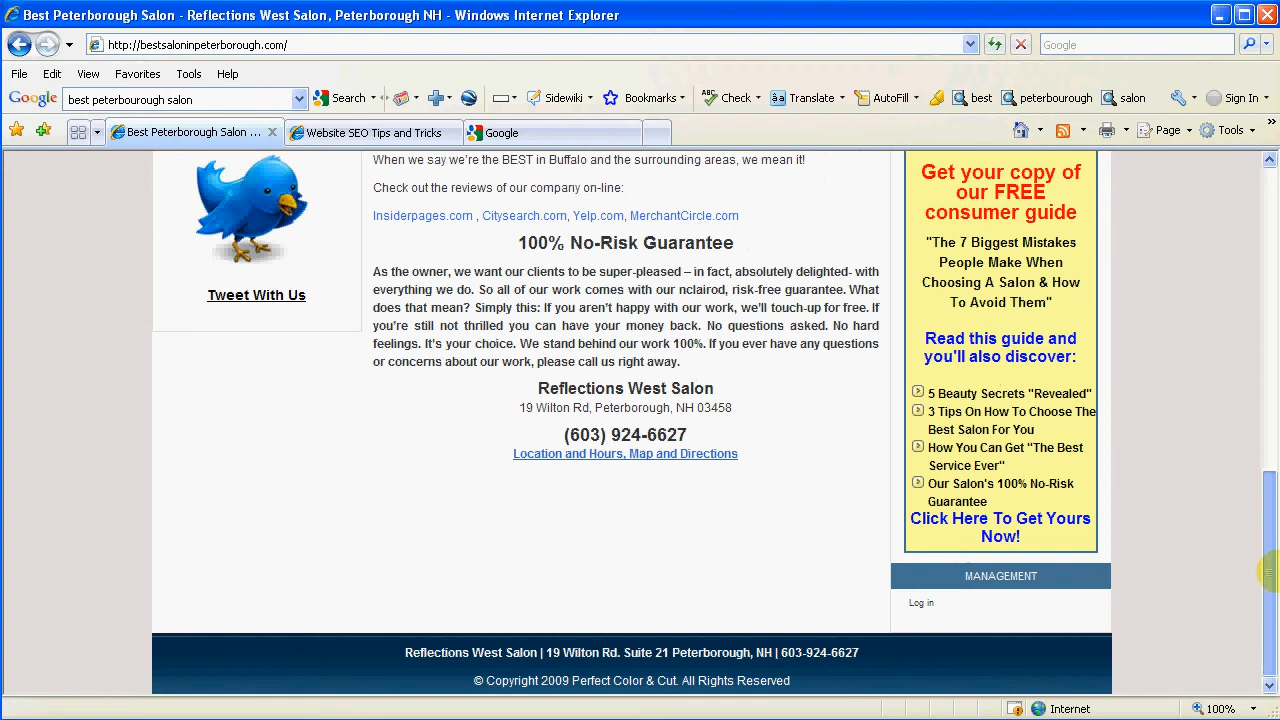 Best Peterborough Salon - Reflections West Salon, Peterborough NH - Windows Internet Explorer
http://bestsaloninpeterborough.com/
Google
File Edit View Favorites Tools Help
Google best peterbourough salon Search Sidewiki Bookmarks ABC Check Translate AutoFill best peterbourough salon Sign In
Best Peterborough Salon ... Website SEO Tips and Tricks Google Page Tools
Tweet With Us
When we say we're the BEST in Buffalo and the surrounding areas, we mean it!
Check out the reviews of our company on-line:
Insiderpages.com , Citysearch.com, Yelp.com, MerchantCircle.com
100% No-Risk Guarantee
As the owner, we want our clients to be super-pleased – in fact, absolutely delighted- with
everything we do. So all of our work comes with our nclairod, risk-free guarantee. What
does that mean? Simply this: If you aren't happy with our work, we'll touch-up for free. If
you're still not thrilled you can have your money back. No questions asked. No hard
feelings. It's your choice. We stand behind our work 100%. If you ever have any questions
or concerns about our work, please call us right away.
Reflections West Salon
19 Wilton Rd, Peterborough, NH 03458
(603) 924-6627
Location and Hours, Map and Directions
Get your copy of
our FREE
consumer guide
"The 7 Biggest Mistakes
People Make When
Choosing A Salon & How
To Avoid Them"
Read this guide and
you'll also discover:
5 Beauty Secrets "Revealed"
3 Tips On How To Choose The
Best Salon For You
How You Can Get "The Best
Service Ever"
Our Salon's 100% No-Risk
Guarantee
Click Here To Get Yours
Now!
MANAGEMENT
Log in
Reflections West Salon | 19 Wilton Rd. Suite 21 Peterborough, NH | 603-924-6627
© Copyright 2009 Perfect Color & Cut. All Rights Reserved
Internet 100%